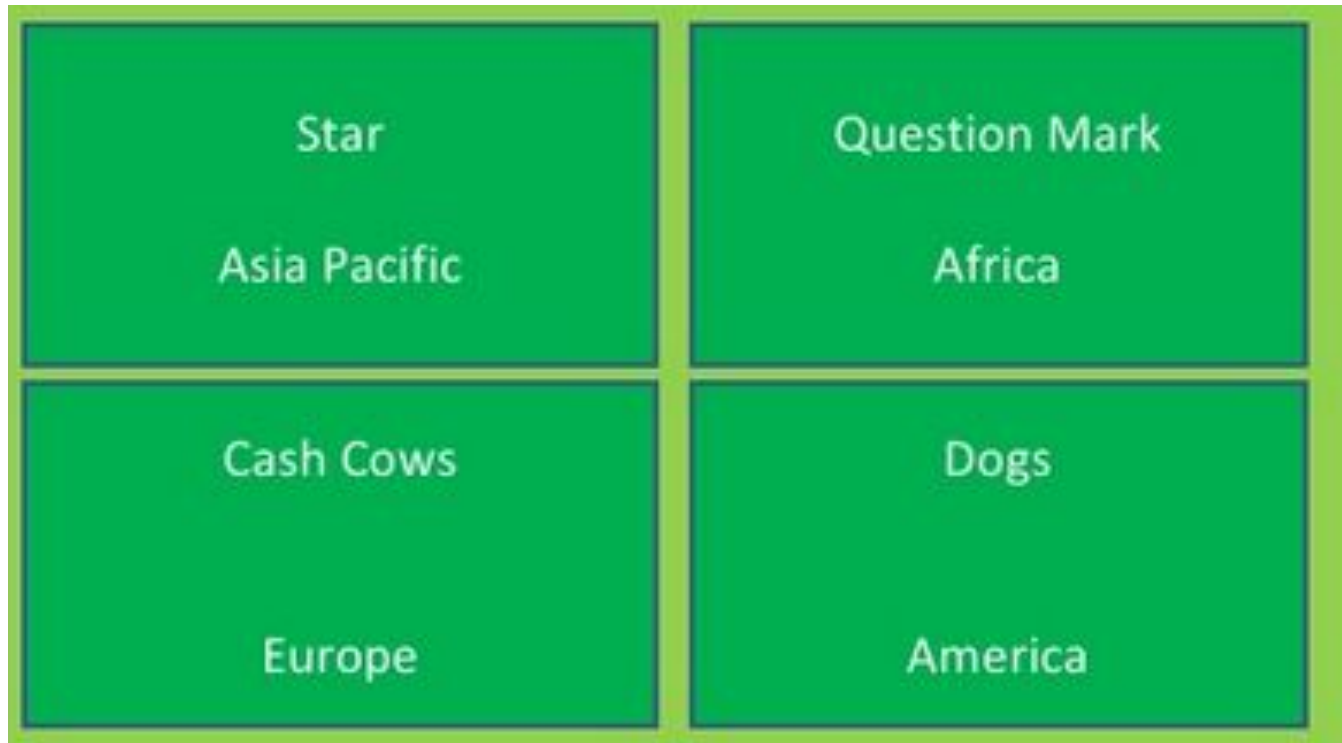 Star
Asia Pacific
Question Mark
Africa
Cash Cows
Europe
Dogs
America